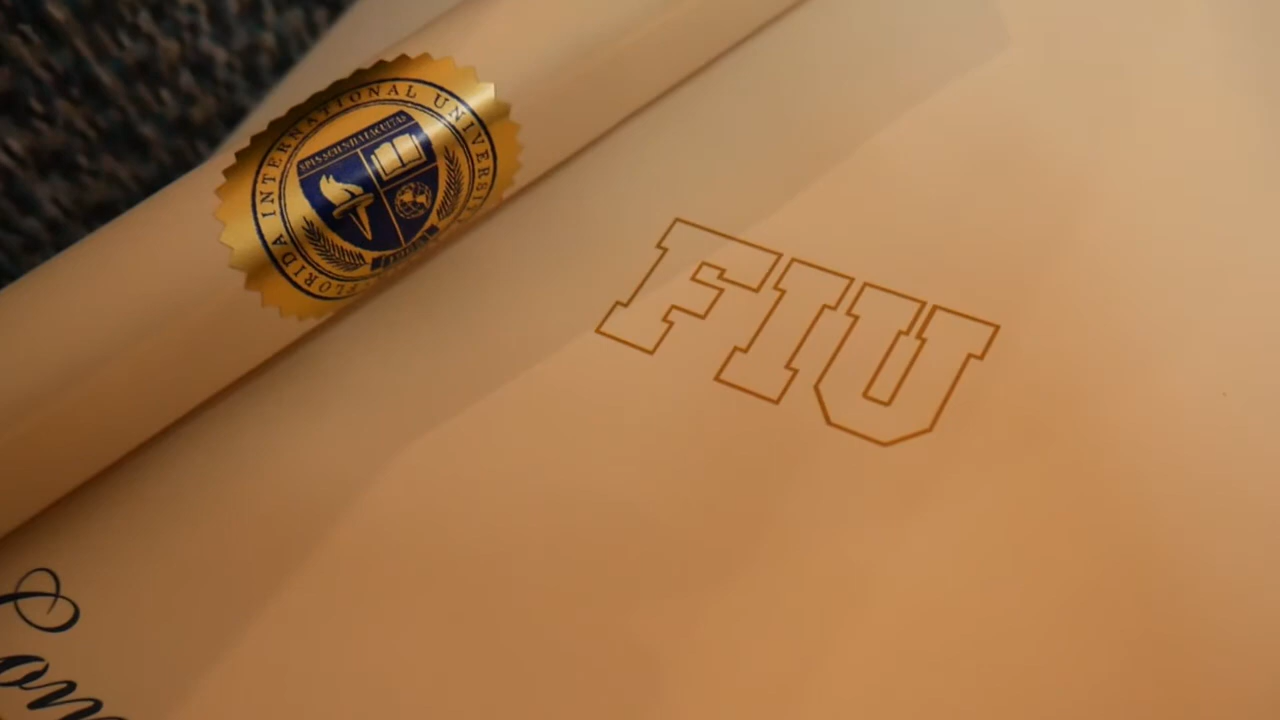 FLORIDA INTERNATIONAL UNIVERSITY
SPES SCIENTIA FACULTAS
FIU